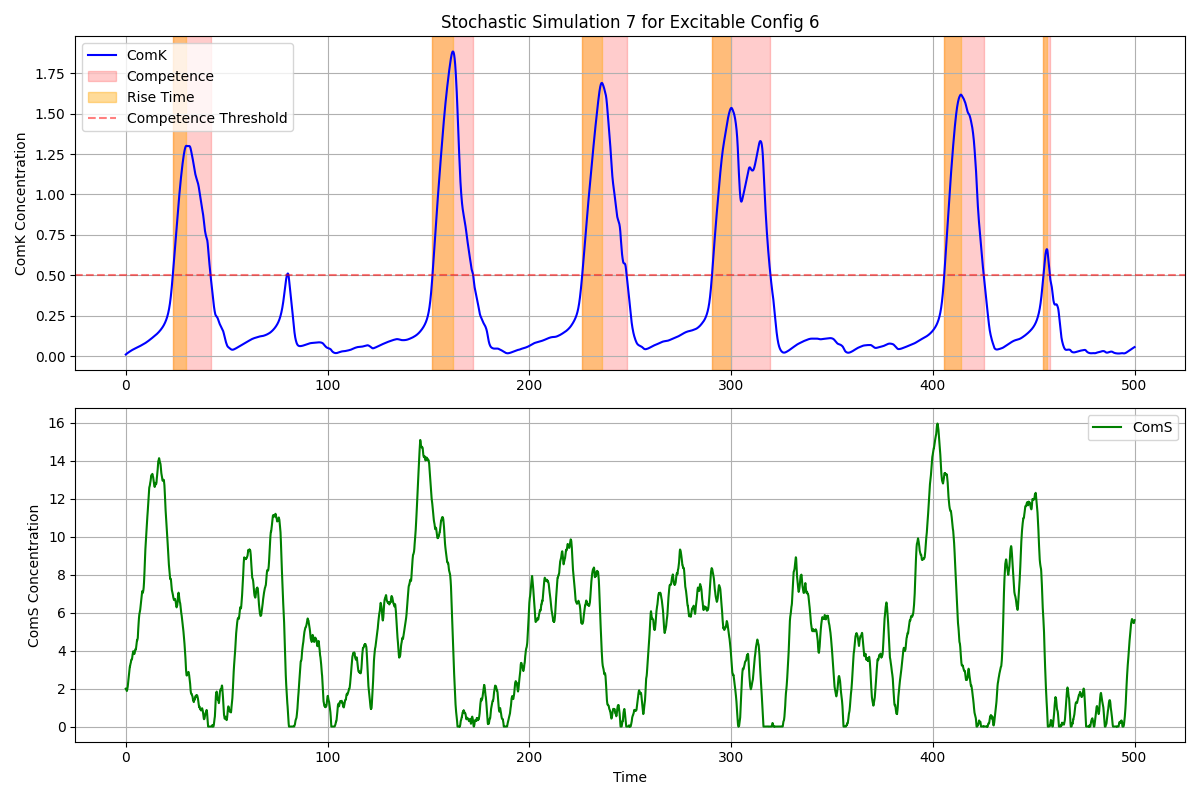 Stochastic Simulation 7 for Excitable Config 6
ComK Concentration
1.75
1.50
1.25
1.00
0.75
0.50
0.25
0.00
ComK
Competence
Rise Time
Competence Threshold
0 100 200 300 400 500
ComS Concentration
16
14
12
10
8
6
4
2
0
ComS
0 100 200 300 400 500
Time